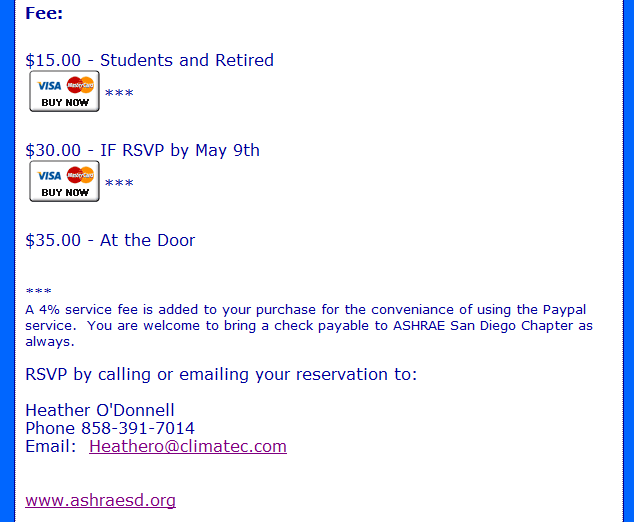 Fee:
$15.00 - Students and Retired
VISA MasterCard
BUY NOW ***
$30.00 - IF RSVP by May 9th
VISA MasterCard
BUY NOW ***
$35.00 - At the Door
***
A 4% service fee is added to your purchase for the conveniance of using the Paypal
service.  You are welcome to bring a check payable to ASHRAE San Diego Chapter as
always.
RSVP by calling or emailing your reservation to:
Heather O'Donnell
Phone 858-391-7014
Email:  Heathero@climatec.com
www.ashraesd.org